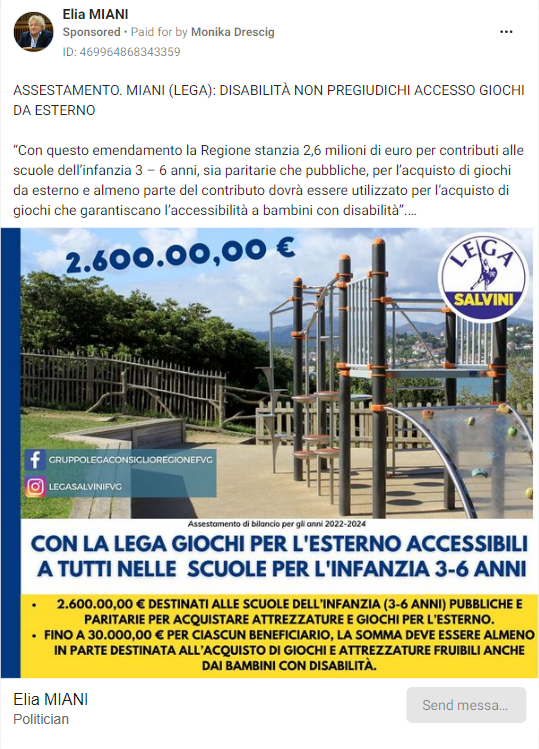 Elia MIANI
Sponsored • Paid for by Monika Drescig
ID: 469964868343359
ASSESTAMENTO. MIANI (LEGA): DISABILITÀ NON PREGIUDICHI ACCESSO GIOCHI
DA ESTERNO
“Con questo emendamento la Regione stanzia 2,6 milioni di euro per contributi alle
scuole dell’infanzia 3 – 6 anni, sia paritarie che pubbliche, per l’acquisto di giochi
da esterno e almeno parte del contributo dovrà essere utilizzato per l’acquisto di
giochi che garantiscano l’accessibilità a bambini con disabilità”....
2.600.00,00 €
LEGA
SALVINI
GRUPPOLEGACONSIGLIOREGIONEFVG
LEGASALVINIFVG
Assestamento di bilancio per gli anni 2022-2024
CON LA LEGA GIOCHI PER L'ESTERNO ACCESSIBILI
A TUTTI NELLE SCUOLE PER L'INFANZIA 3-6 ANNI
• 2.600.00,00 € DESTINATI ALLE SCUOLE DELL'INFANZIA (3-6 ANNI) PUBBLICHE E
PARITARIE PER ACQUISTARE ATTREZZATURE E GIOCHI PER L'ESTERNO.
• FINO A 30.000,00 € PER CIASCUN BENEFICIARIO, LA SOMMA DEVE ESSERE ALMENO
IN PARTE DESTINATA ALL'ACQUISTO DI GIOCHI E ATTREZZATURE FRUIBILI ANCHE
DAI BAMBINI CON DISABILITÀ.
Elia MIANI
Politician
Send messa...